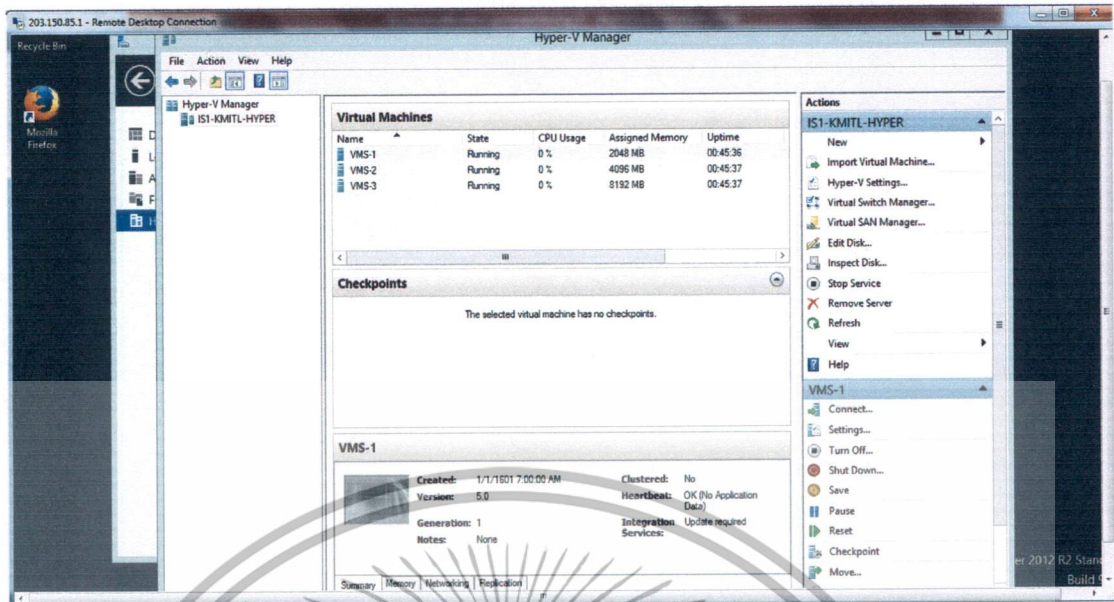 203.150.85.1 - Remote Desktop Connection
Recycle Bin
Mozilla
Firefox
Hyper-V Manager
File Action View Help
Hyper-V Manager
IS1-KMITL-HYPER
Virtual Machines
Name State CPU Usage Assigned Memory Uptime
VMS-1 Running 0 % 2048 MB 00:45:36
VMS-2 Running 0 % 4096 MB 00:45:37
VMS-3 Running 0 % 8192 MB 00:45:37
Checkpoints
The selected virtual machine has no checkpoints.
VMS-1
Created: 1/1/1601 7:00:00 AM Clustered: No
Version: 5.0 Heartbeat: OK (No Application
Data)
Generation: 1 Integration Update required
Services:
Notes: None
Summary Memory Networking Replication
Actions
IS1-KMITL-HYPER
New
Import Virtual Machine...
Hyper-V Settings...
Virtual Switch Manager...
Virtual SAN Manager...
Edit Disk...
Inspect Disk...
Stop Service
Remove Server
Refresh
View
Help
VMS-1
Connect...
Settings...
Turn Off...
Shut Down...
Save
Pause
Reset
Checkpoint
Move...
2012 R2
Build